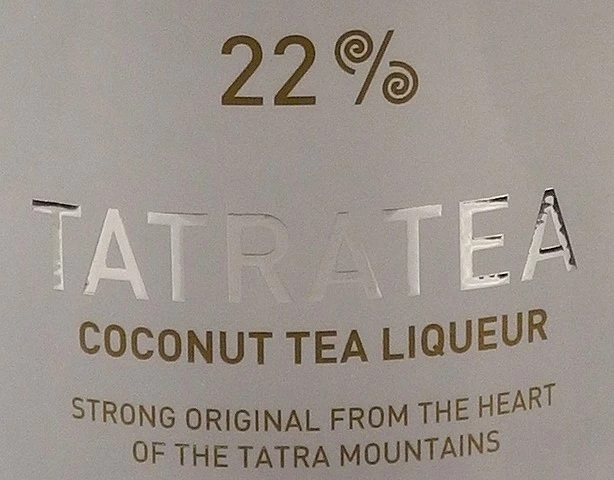 22%
TATRATEA
COCONUT TEA LIQUEUR
STRONG ORIGINAL FROM THE HEART
OF THE TATRA MOUNTAINS